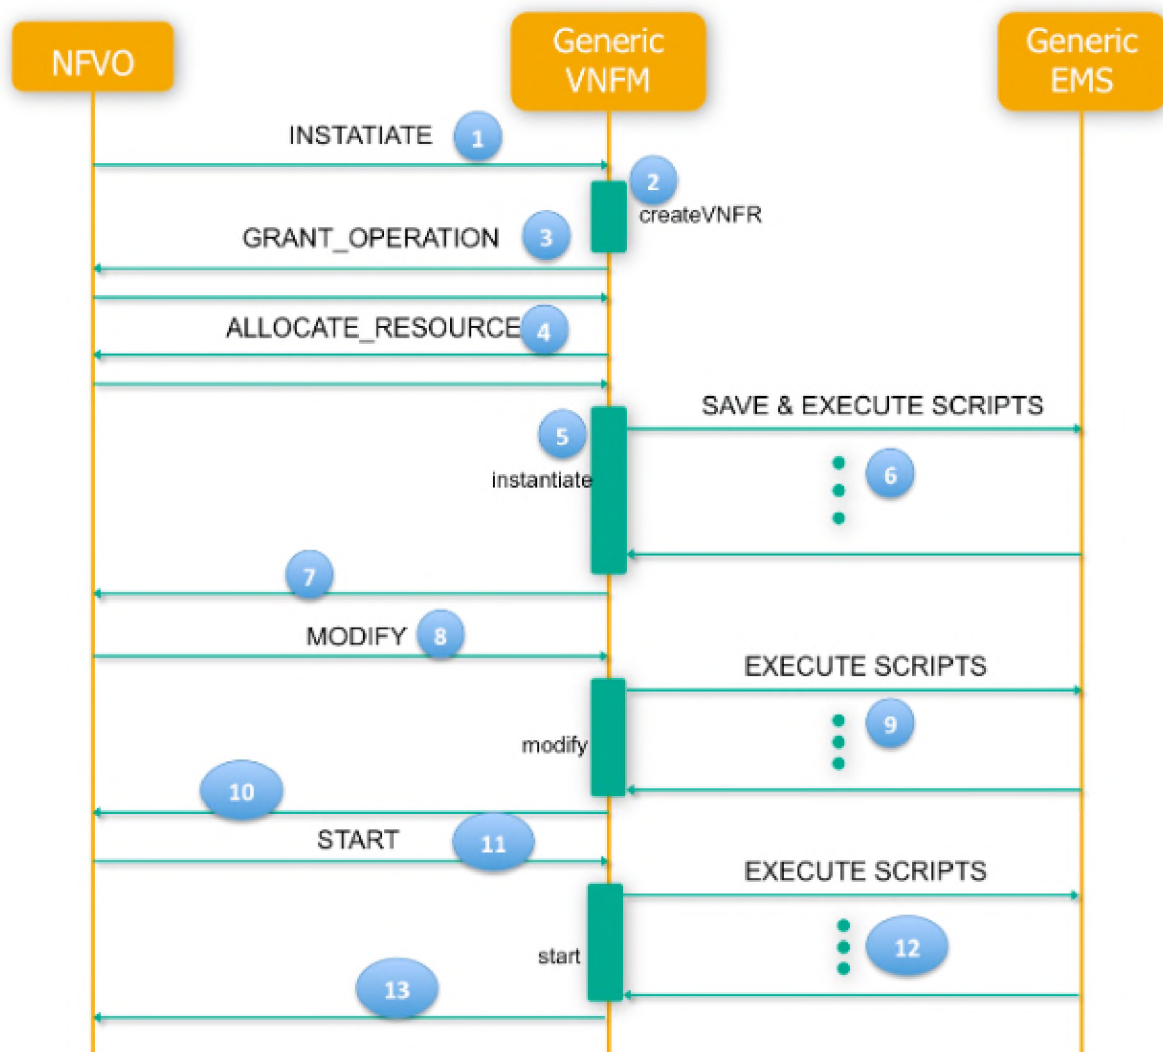 NFVO
Generic
VNFM
Generic
EMS
INSTATIATE 1
2
createVNFR
GRANT_OPERATION 3
ALLOCATE_RESOURCE 4
SAVE & EXECUTE SCRIPTS
5
instantiate
6
7
MODIFY 8
EXECUTE SCRIPTS
9
modify
10
START 11
EXECUTE SCRIPTS
12
start
13